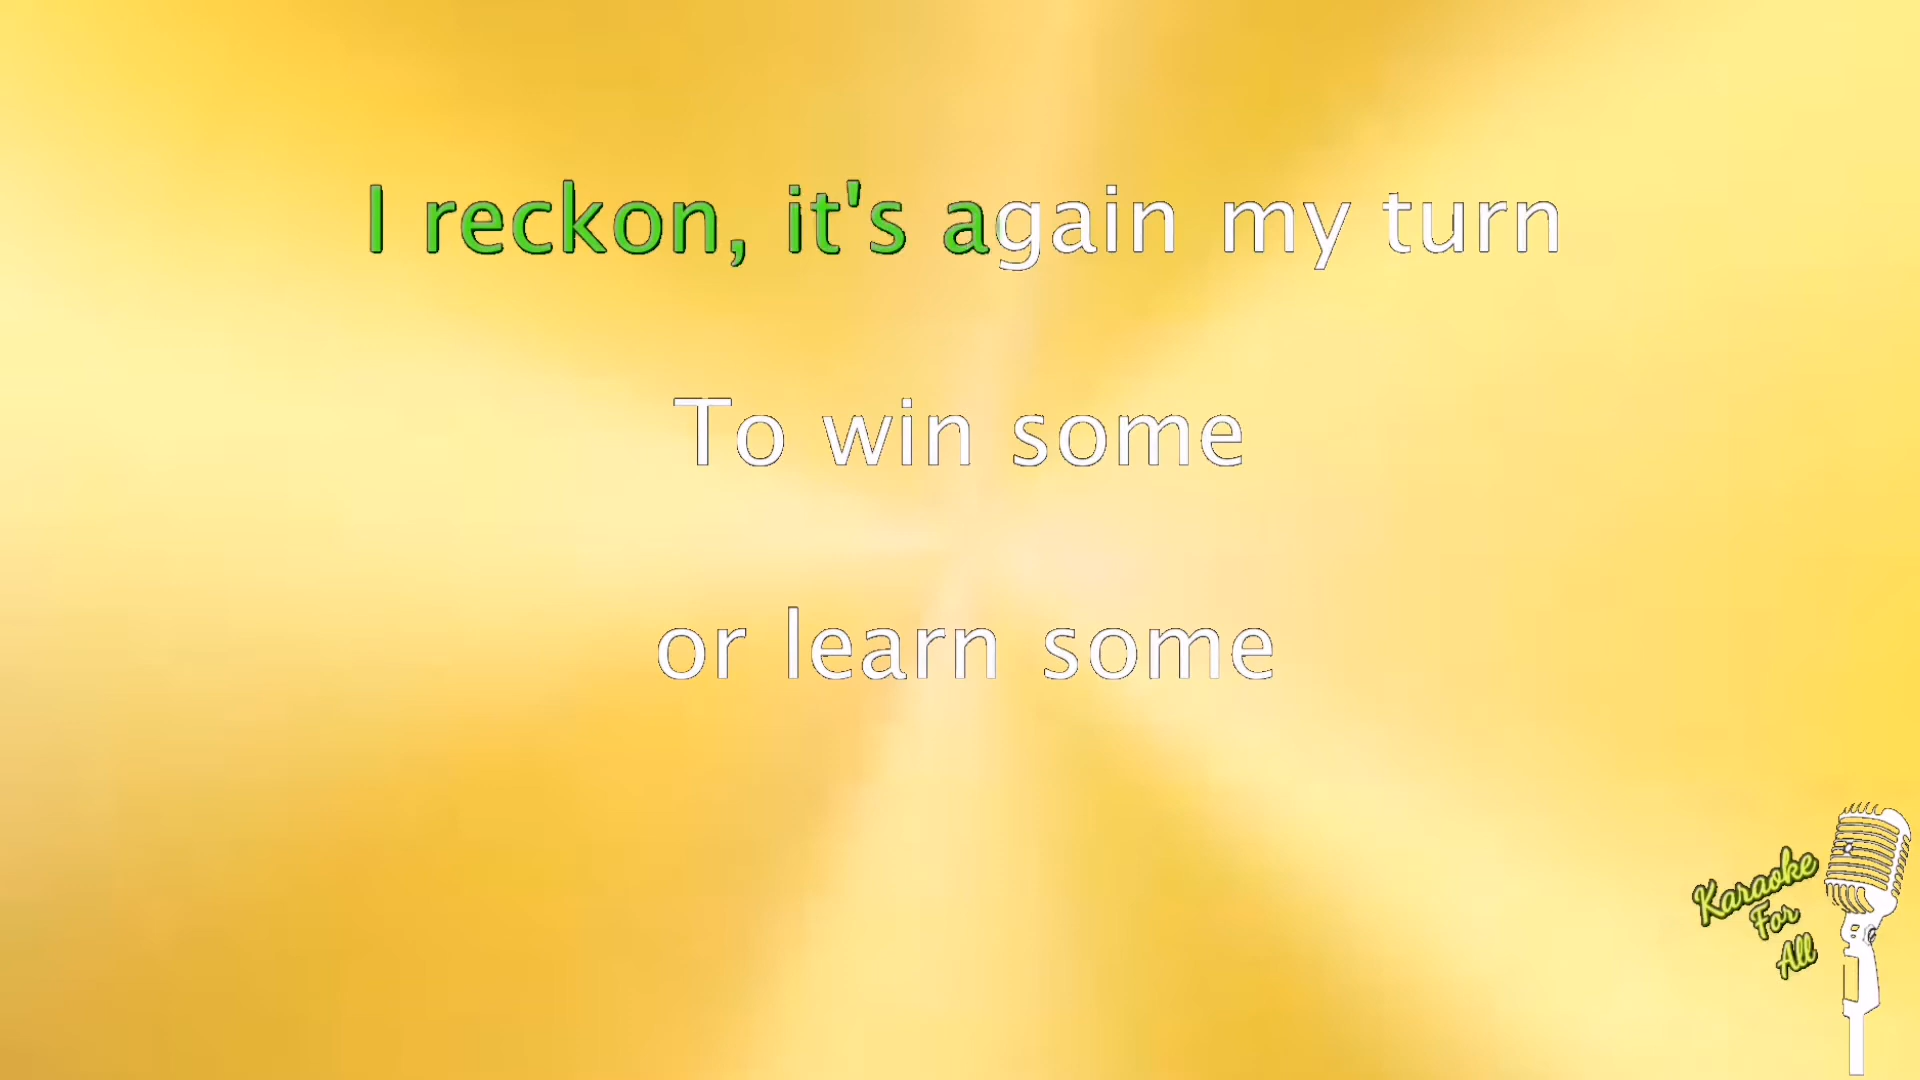 I reckon, it's again my turn
To win some
or learn some
Karaoke
For
All